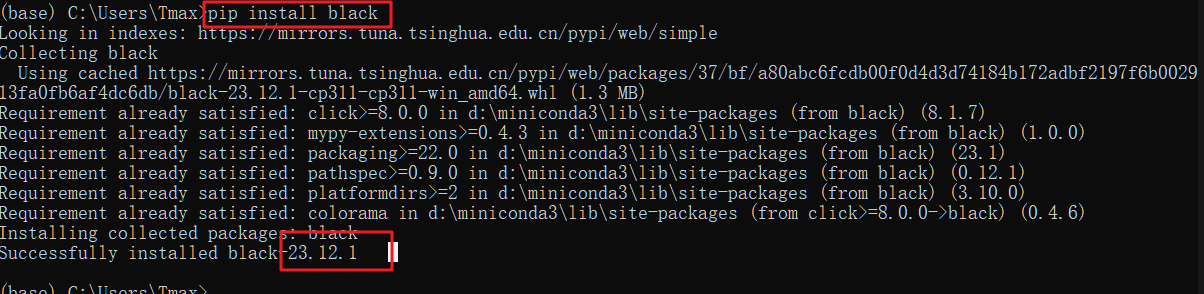 (base) C:\Users\Tmax>pip install black
Looking in indexes: https://mirrors.tuna.tsinghua.edu.cn/pypi/web/simple
Collecting black
  Using cached https://mirrors.tuna.tsinghua.edu.cn/pypi/web/packages/37/bf/a80abc6fcdb00f0d4d3d74184b172adbf2197f6b0029
13fa0fb6af4dc6db/black-23.12.1-cp311-cp311-win_amd64.whl (1.3 MB)
Requirement already satisfied: click>=8.0.0 in d:\miniconda3\lib\site-packages (from black) (8.1.7)
Requirement already satisfied: mypy-extensions>=0.4.3 in d:\miniconda3\lib\site-packages (from black) (1.0.0)
Requirement already satisfied: packaging>=22.0 in d:\miniconda3\lib\site-packages (from black) (23.1)
Requirement already satisfied: pathspec>=0.9.0 in d:\miniconda3\lib\site-packages (from black) (0.12.1)
Requirement already satisfied: platformdirs>=2 in d:\miniconda3\lib\site-packages (from black) (3.10.0)
Requirement already satisfied: colorama in d:\miniconda3\lib\site-packages (from click>=8.0.0->black) (0.4.6)
Installing collected packages: black
Successfully installed black-23.12.1
(base) C:\Users\Tmax>